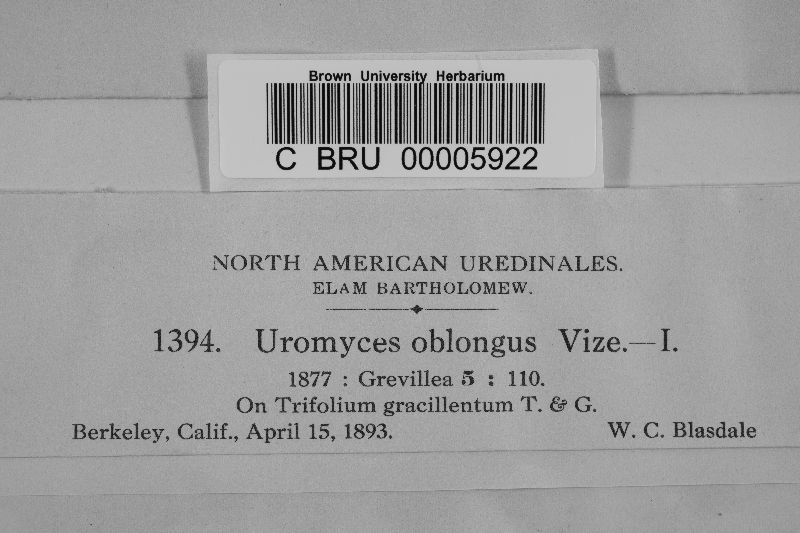 Brown University Herbarium
C BRU 00005922
NORTH AMERICAN UREDINALES.
ELAM BARTHOLOMEW.
1394. Uromyces oblongus Vize.—I.
1877 : Grevillea 5 : 110.
On Trifolium gracillentum T. & G.
Berkeley, Calif., April 15, 1893. W. C. Blasdale